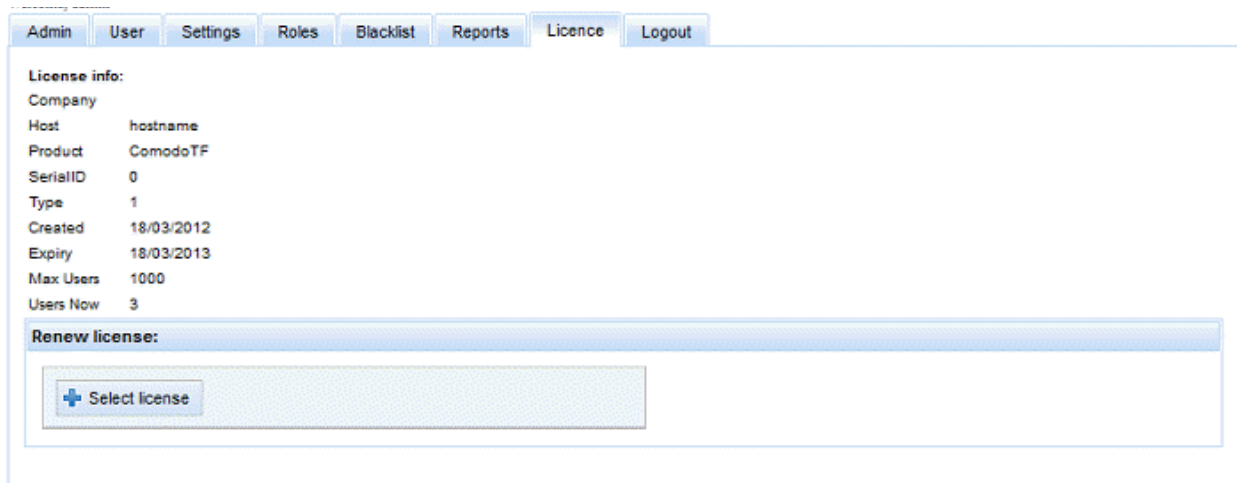 Admin User Settings Roles Blacklist Reports Licence Logout
License info:
Company
Host hostname
Product ComodoTF
SerialID 0
Type 1
Created 18/03/2012
Expiry 18/03/2013
Max Users 1000
Users Now 3
Renew license:
Select license